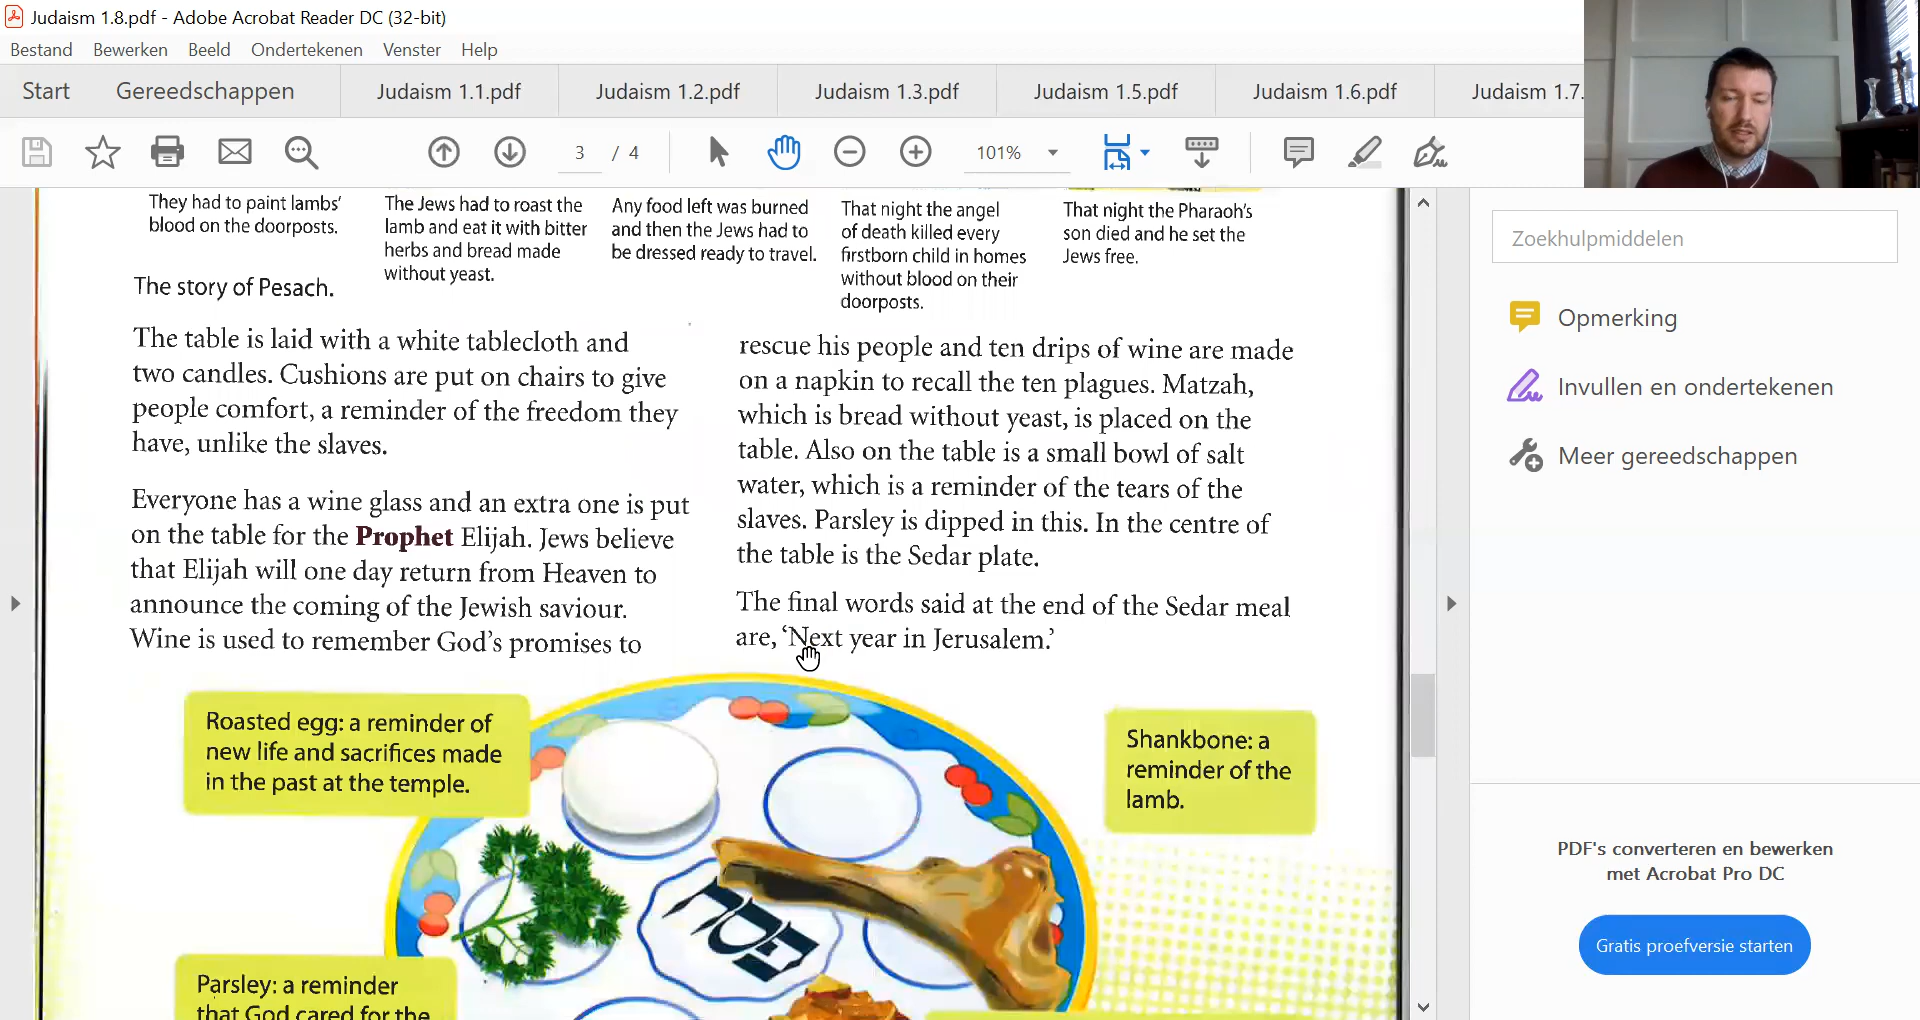 Judaism 1.8.pdf - Adobe Acrobat Reader DC (32-bit)
Bestand Bewerken Beeld Ondertekenen Venster Help
Start Gereedschappen Judaism 1.1.pdf Judaism 1.2.pdf Judaism 1.3.pdf Judaism 1.5.pdf Judaism 1.6.pdf Judaism 1.7.
3 / 4 101%
They had to paint lambs'
blood on the doorposts.
The Jews had to roast the
lamb and eat it with bitter
herbs and bread made
without yeast.
Any food left was burned
and then the Jews had to
be dressed ready to travel.
That night the angel
of death killed every
firstborn child in homes
without blood on their
doorposts.
That night the Pharaoh's
son died and he set the
Jews free.
The story of Pesach.
The table is laid with a white tablecloth and
two candles. Cushions are put on chairs to give
people comfort, a reminder of the freedom they
have, unlike the slaves.
Everyone has a wine glass and an extra one is put
on the table for the Prophet Elijah. Jews believe
that Elijah will one day return from Heaven to
announce the coming of the Jewish saviour.
Wine is used to remember God's promises to
rescue his people and ten drips of wine are made
on a napkin to recall the ten plagues. Matzah,
which is bread without yeast, is placed on the
table. Also on the table is a small bowl of salt
water, which is a reminder of the tears of the
slaves. Parsley is dipped in this. In the centre of
the table is the Sedar plate.
The final words said at the end of the Sedar meal
are, 'Next year in Jerusalem.'
Roasted egg: a reminder of
new life and sacrifices made
in the past at the temple.
Shankbone: a
reminder of the
lamb.
פסח
Parsley: a reminder
that God cared for the
Zoekhulpmiddelen
Opmerking
Invullen en ondertekenen
Meer gereedschappen
PDF's converteren en bewerken
met Acrobat Pro DC
Gratis proefversie starten